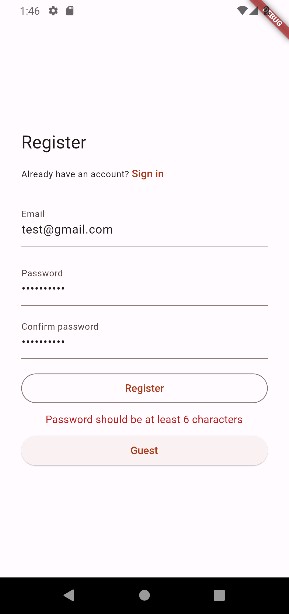 1:46
DEBUG
Register
Already have an account? Sign in
Email
test@gmail.com
Password
••••••••••
Confirm password
••••••••••
Register
Password should be at least 6 characters
Guest